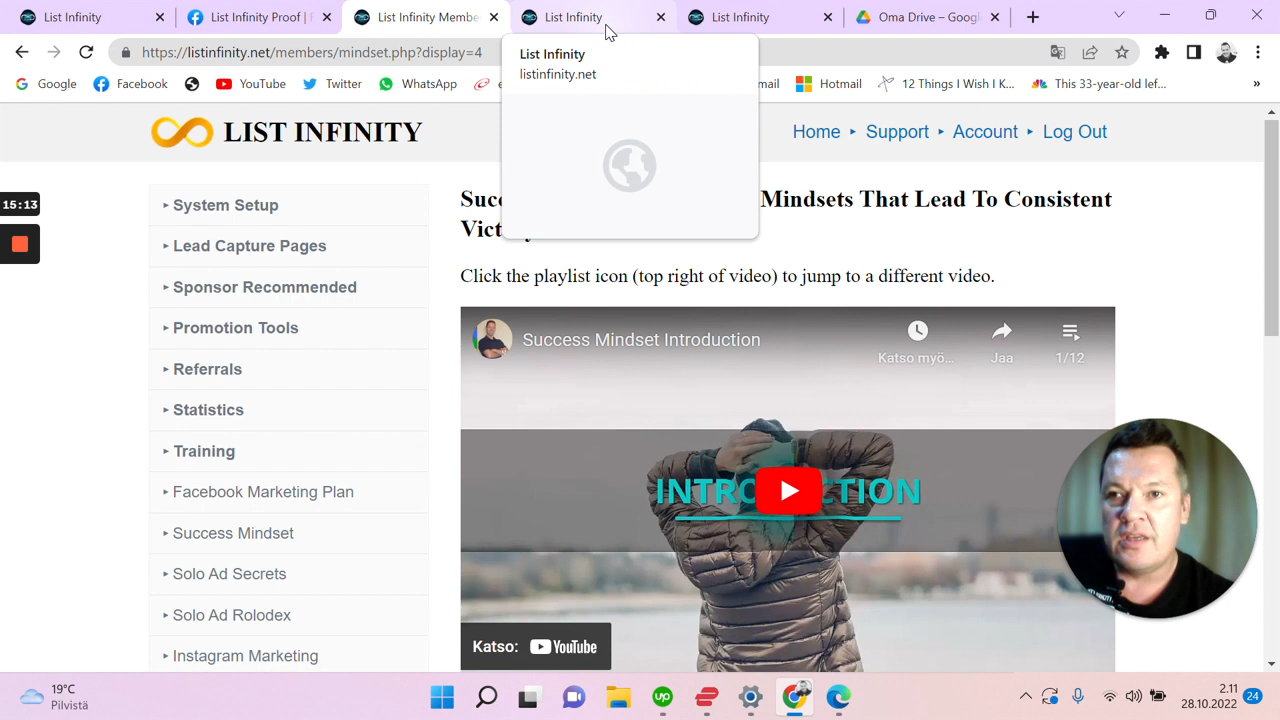 List Infinity
List Infinity Proof |
List Infinity Membe
List Infinity
List Infinity
Oma Drive – Googl
https://listinfinity.net/members/mindset.php?display=4
List Infinity
listinfinity.net
Google
Facebook
YouTube
Twitter
WhatsApp
mail
Hotmail
12 Things I Wish I K...
This 33-year-old lef...
»
LIST INFINITY
Home ▸ Support ▸ Account ▸ Log Out
15:13
System Setup
Lead Capture Pages
Sponsor Recommended
Promotion Tools
Referrals
Statistics
Training
Facebook Marketing Plan
Success Mindset
Solo Ad Secrets
Solo Ad Rolodex
Instagram Marketing
Mindsets That Lead To Consistent
Click the playlist icon (top right of video) to jump to a different video.
Success Mindset Introduction
Katso myö...
Jaa
1/12
INTRODUCTION
Katso: YouTube
19°C
Pilvistä
up
2.11
28.10.2022
24